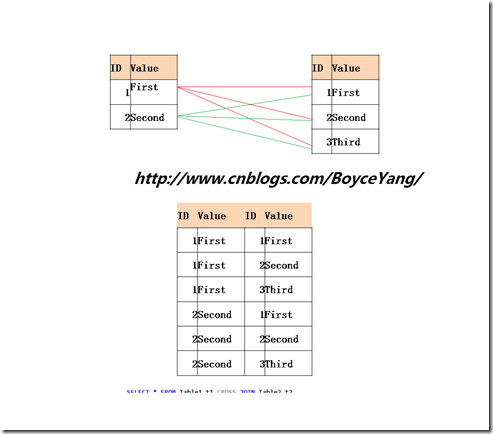 ID Value ID Value
1 First 1 First
2 Second 2 Second
3 Third
http://www.cnblogs.com/BoyceYang/
ID Value ID Value
1 First 1 First
1 First 2 Second
1 First 3 Third
2 Second 1 First
2 Second 2 Second
2 Second 3 Third
SELECT * FROM Table1 t1 CROSS JOIN Table2 t2